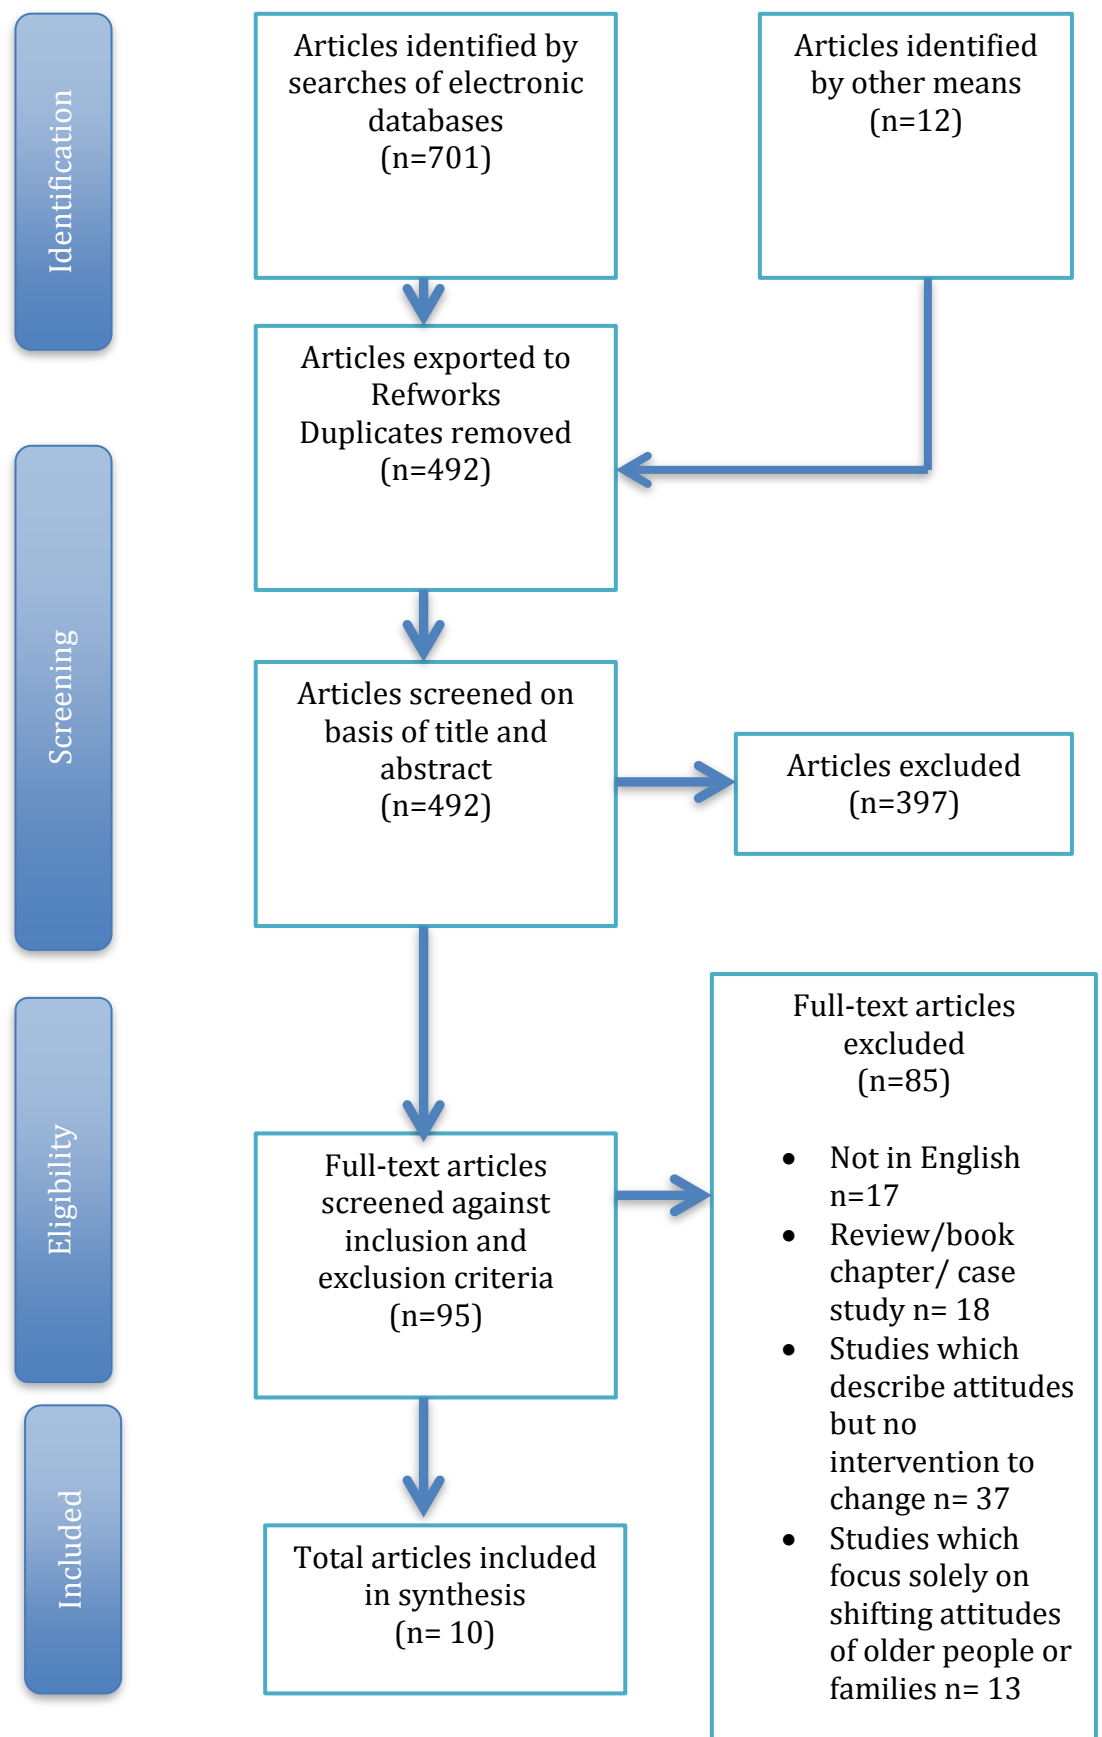 Identification
Articles identified by
searches of electronic
databases
(n=701)
Articles identified
by other means
(n=12)
Articles exported to
Refworks
Duplicates removed
(n=492)
Screening
Articles screened on
basis of title and
abstract
(n=492)
Articles excluded
(n=397)
Eligibility
Full-text articles
screened against
inclusion and
exclusion criteria
(n=95)
Full-text articles
excluded
(n=85)
• Not in English
n=17
• Review/book
chapter/ case
study n= 18
• Studies which
describe attitudes
but no
intervention to
change n= 37
• Studies which
focus solely on
shifting attitudes
of older people or
families n= 13
Included
Total articles included
in synthesis
(n= 10)